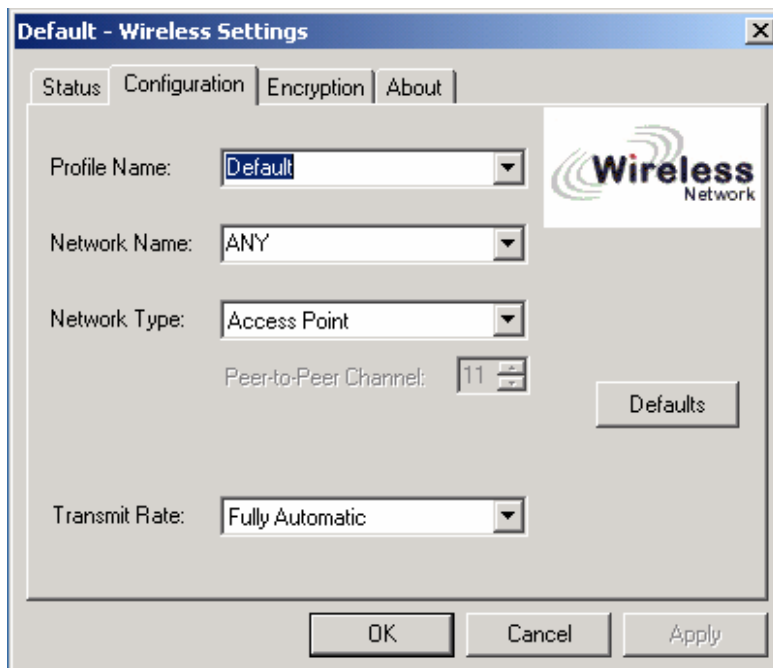 Default - Wireless Settings
Status Configuration Encryption About
Wireless
Network
Profile Name: Default
Network Name: ANY
Network Type: Access Point
Peer-to-Peer Channel: 11
Defaults
Transmit Rate: Fully Automatic
OK Cancel Apply